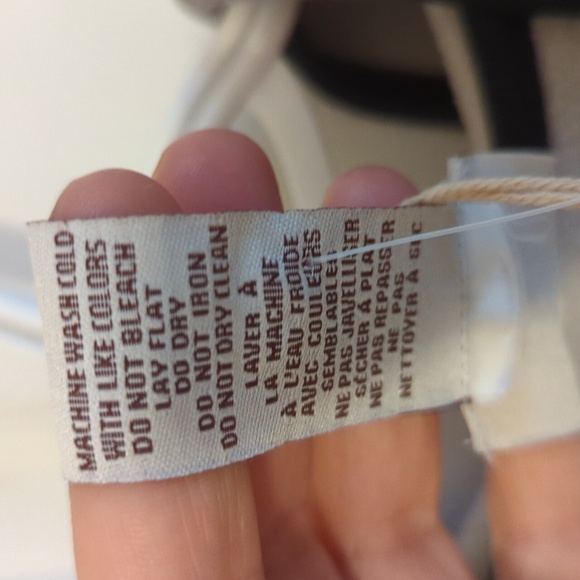 MACHINE WASH COLD
WITH LIKE COLORS
DO NOT BLEACH
LAY FLAT
DO DRY
DO NOT IRON
DO NOT DRY CLEAN
LAVER À
LA MACHINE
À L'EAU FRIDE
AVEC COULEURS
SEMBLABLES
NE PAS JAVELLISER
SÉCHER À PLAT
NE PAS REPASSER
NE PAS
NETTOYER À SEC